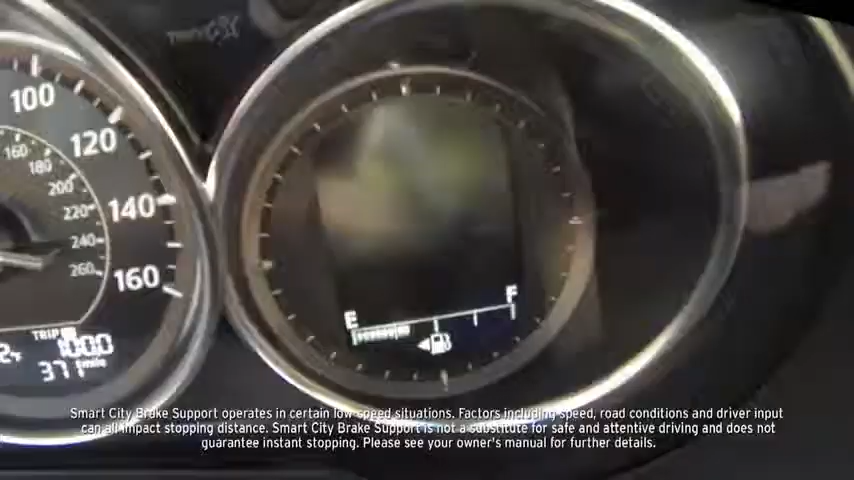 100
120
140
160
160
180
200
220
240
260
TRIP
100.0
mile
E
F
Smart City Brake Support operates in certain low speed situations. Factors including speed, road conditions and driver input
can all impact stopping distance. Smart City Brake Support is not a substitute for safe and attentive driving and does not
guarantee instant stopping. Please see your owner's manual for further details.